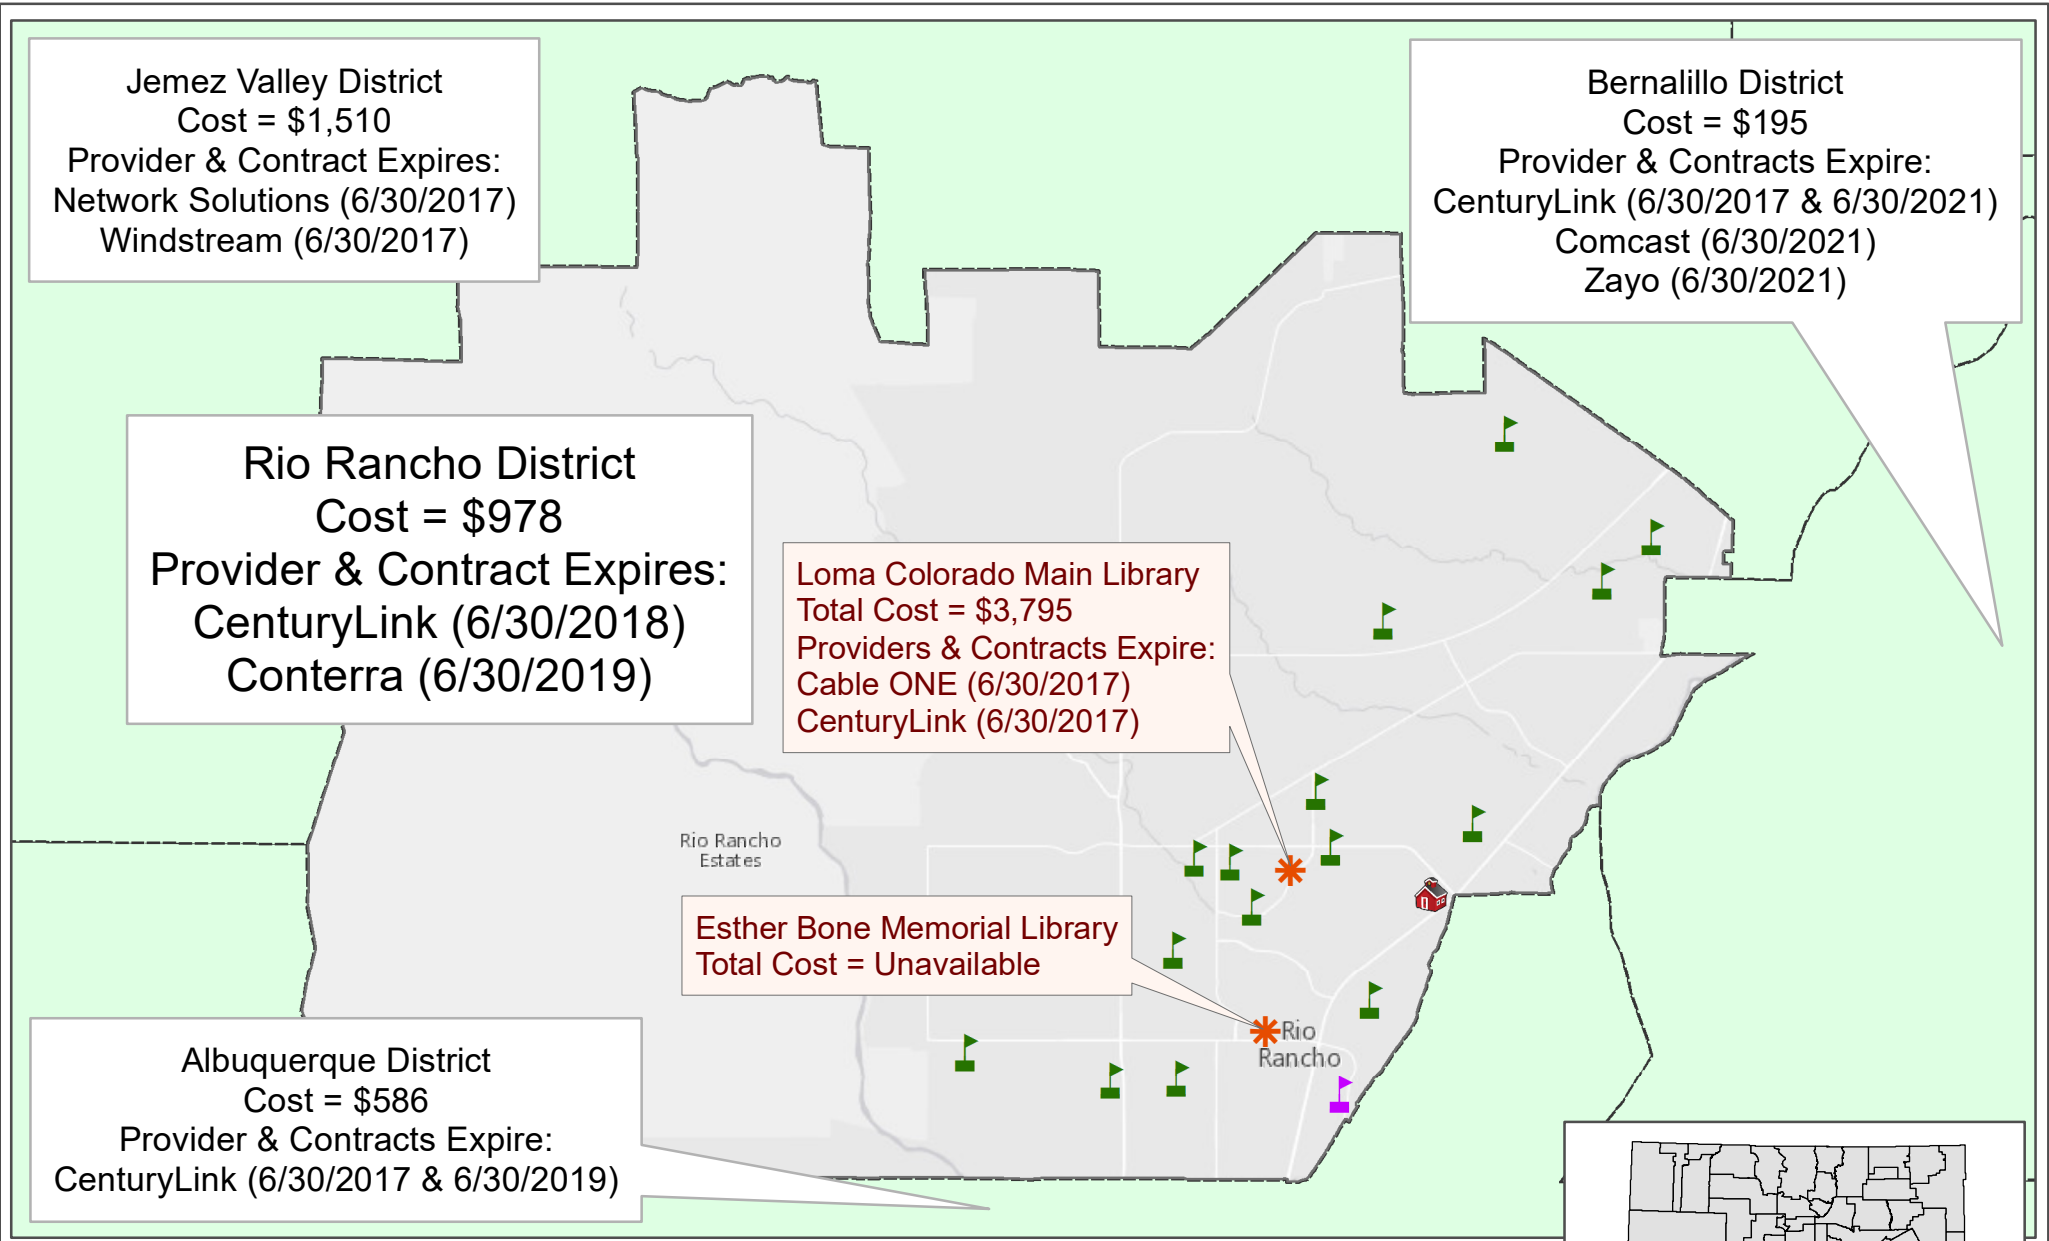 Jemez Valley District
Cost = $1,510
Provider & Contract Expires:
Network Solutions (6/30/2017)
Windstream (6/30/2017)
Bernalillo District
Cost = $195
Provider & Contracts Expire:
CenturyLink (6/30/2017 & 6/30/2021)
Comcast (6/30/2021)
Zayo (6/30/2021)
Rio Rancho District
Cost = $978
Provider & Contract Expires:
CenturyLink (6/30/2018)
Conterra (6/30/2019)
Loma Colorado Main Library
Total Cost = $3,795
Providers & Contracts Expire:
Cable ONE (6/30/2017)
CenturyLink (6/30/2017)
Rio Rancho
Estates
Esther Bone Memorial Library
Total Cost = Unavailable
Rio
Rancho
Albuquerque District
Cost = $586
Provider & Contracts Expire:
CenturyLink (6/30/2017 & 6/30/2019)